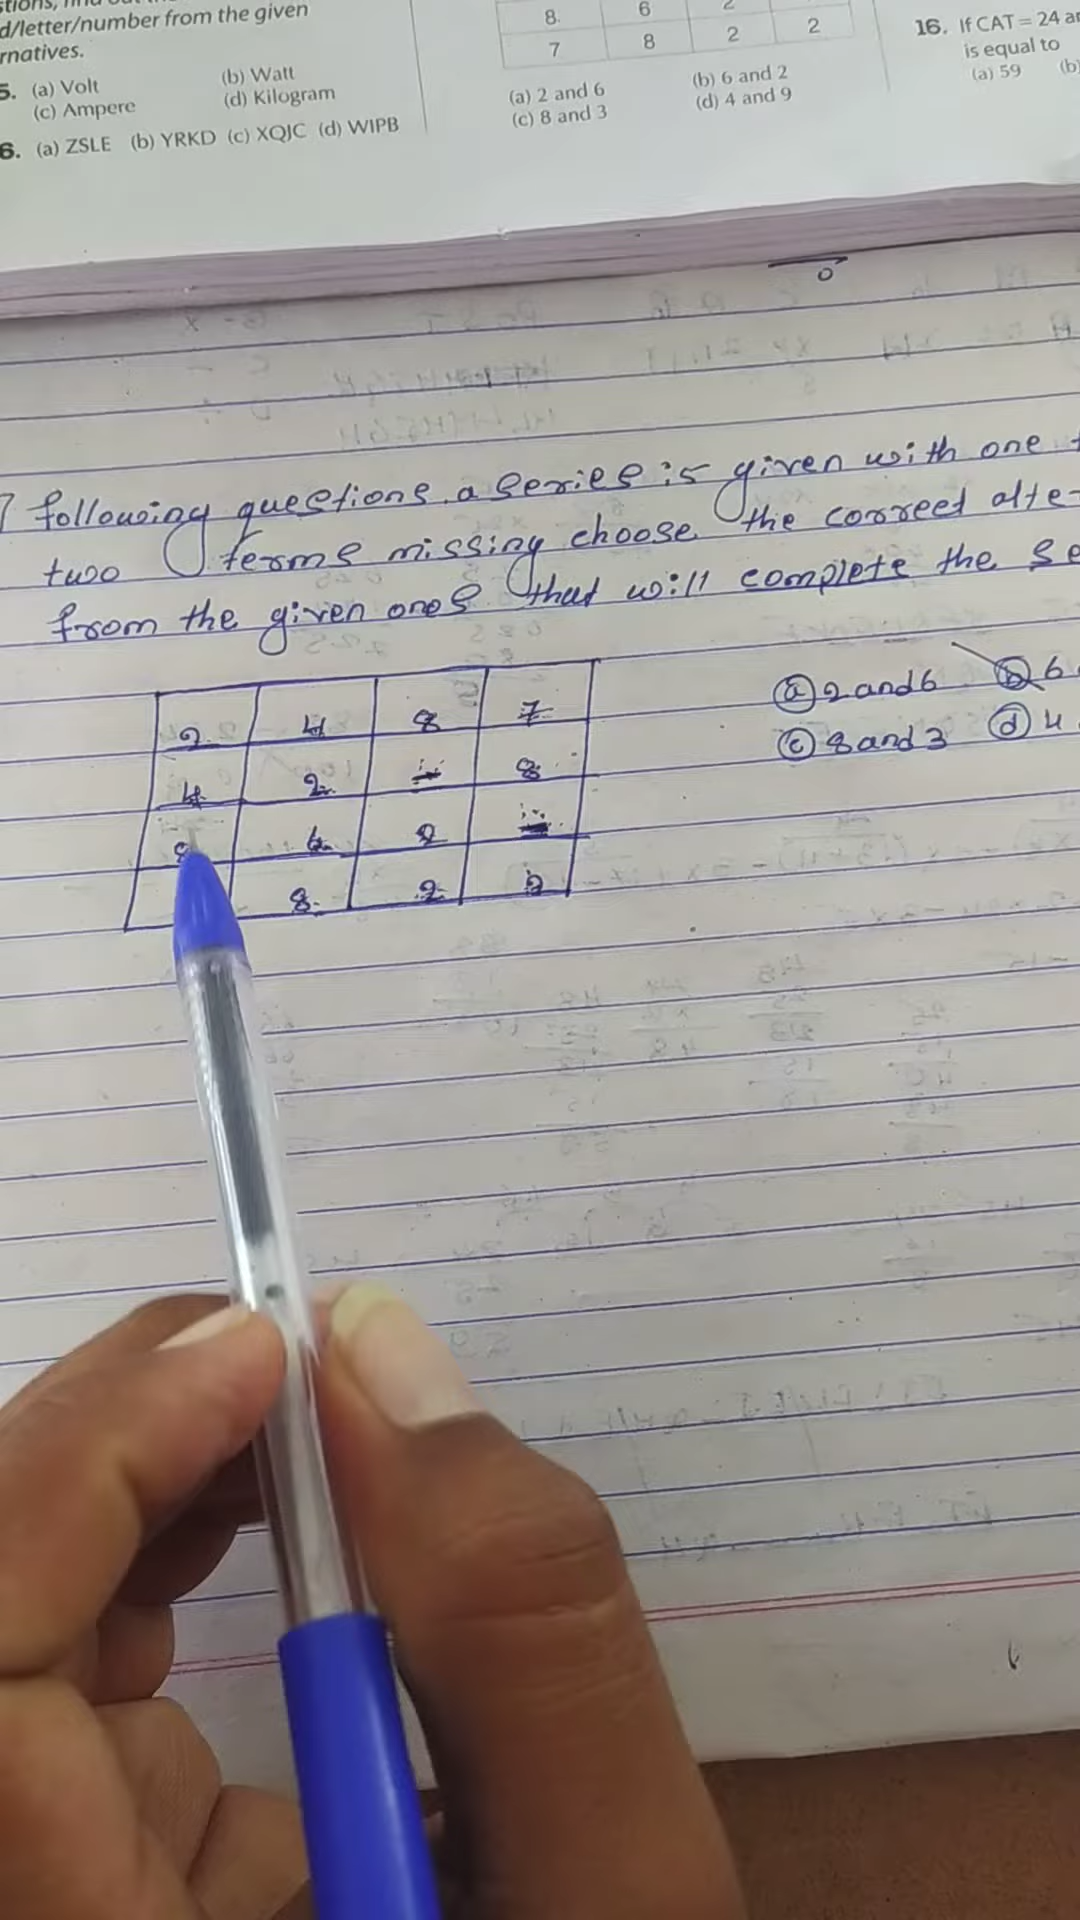 d/letter/number from the given
rnatives.
5. (a) Volt (b) Watt
(c) Ampere (d) Kilogram
6. (a) ZSLE (b) YRKD (c) XQJC (d) WIPB
8. 6 2
7 8 2 2
(a) 2 and 6 (b) 6 and 2
(c) 8 and 3 (d) 4 and 9
16. If CAT = 24 an
is equal to
(a) 59 (b)
following questions a series is given with one
two terms missing choose the correct alte-
from the given ones that will complete the se
2 4 8 7
4 2 8
8 6 2
8 2 2
(a) 2 and 6 (b) 6
(c) 8 and 3 (d) 4